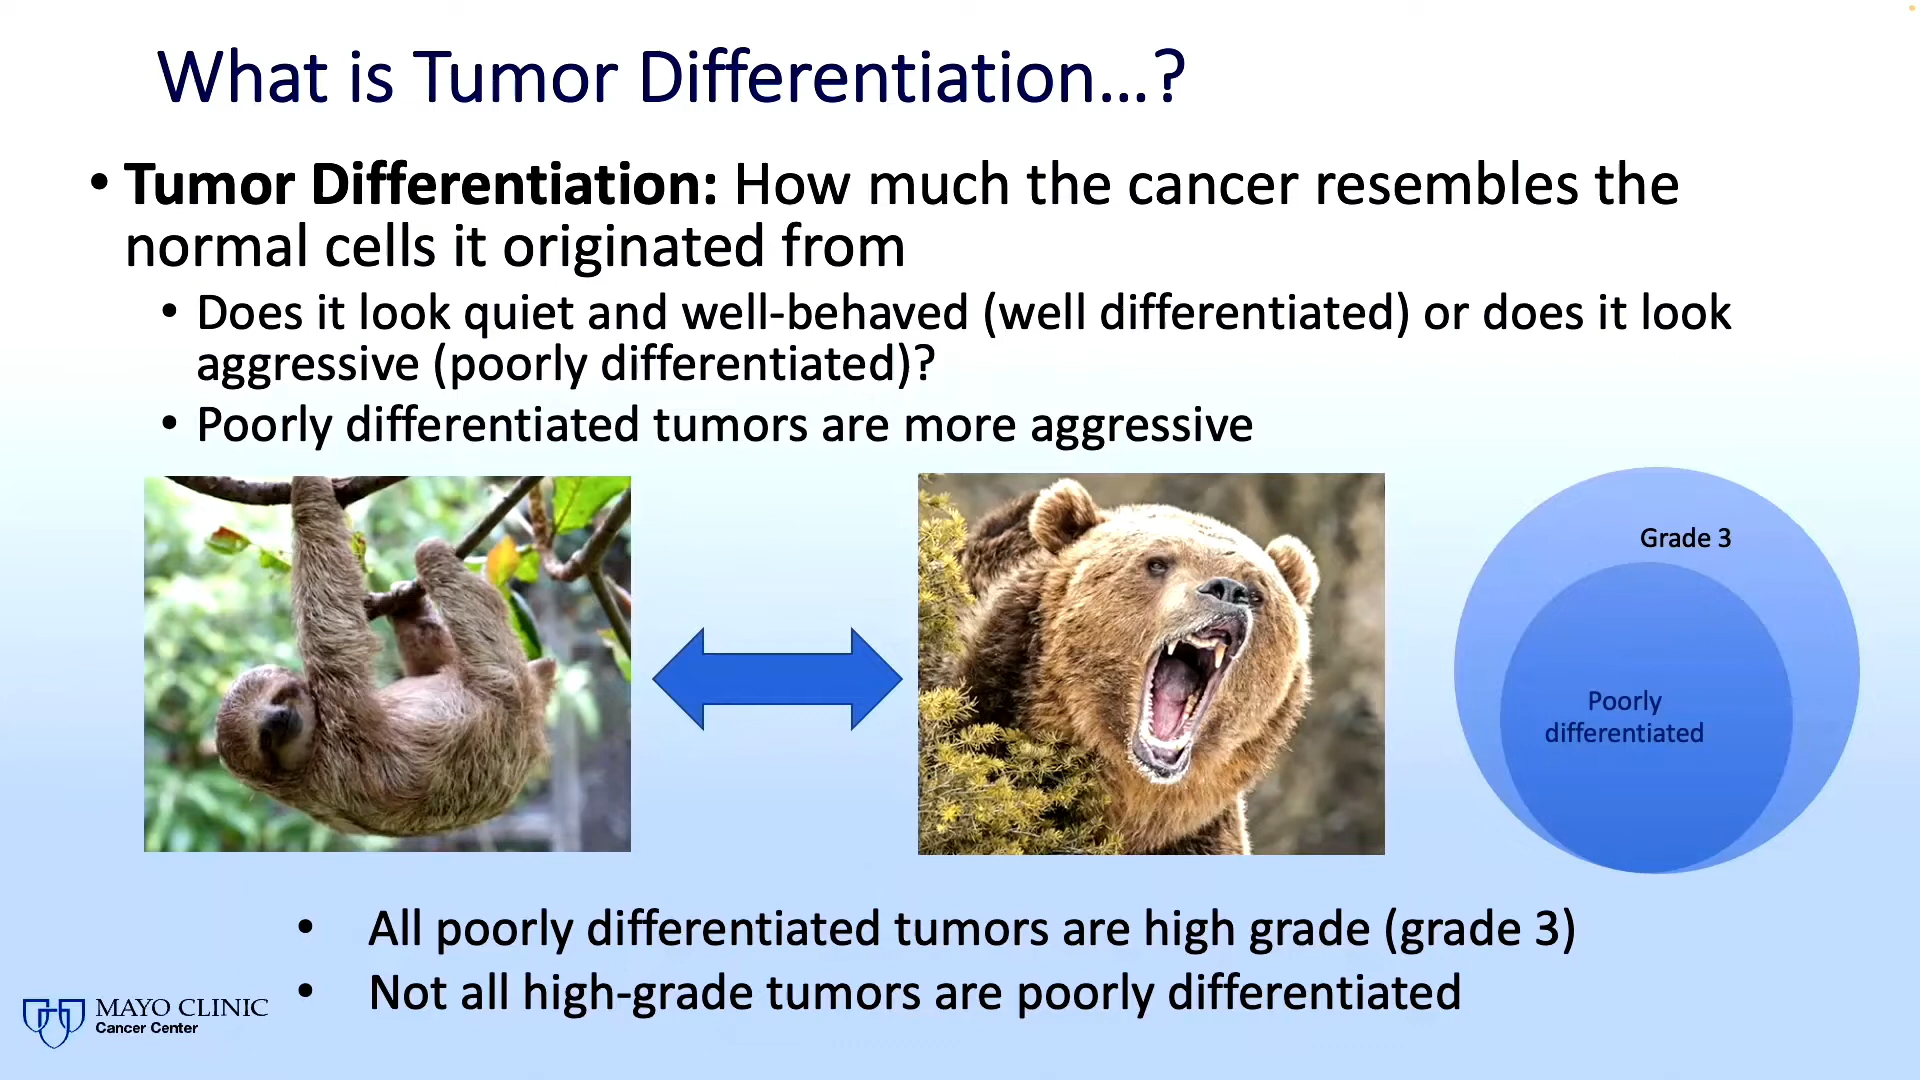 What is Tumor Differentiation...?
• Tumor Differentiation: How much the cancer resembles the
normal cells it originated from
• Does it look quiet and well-behaved (well differentiated) or does it look
aggressive (poorly differentiated)?
• Poorly differentiated tumors are more aggressive
Grade 3
Poorly
differentiated
• All poorly differentiated tumors are high grade (grade 3)
• Not all high-grade tumors are poorly differentiated
MAYO CLINIC
Cancer Center